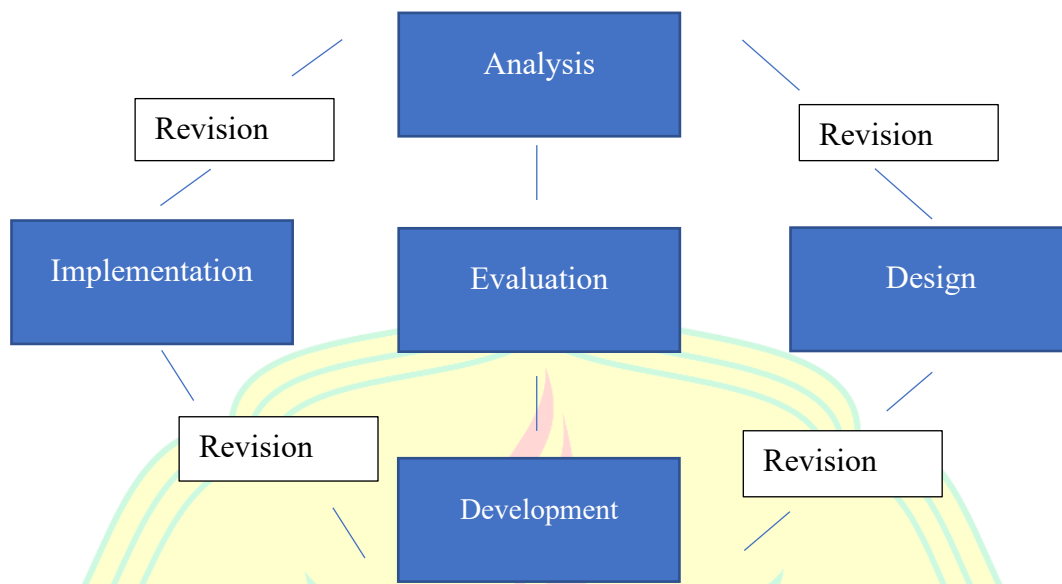 Analysis
Revision
Revision
Implementation
Evaluation
Design
Revision
Revision
Development